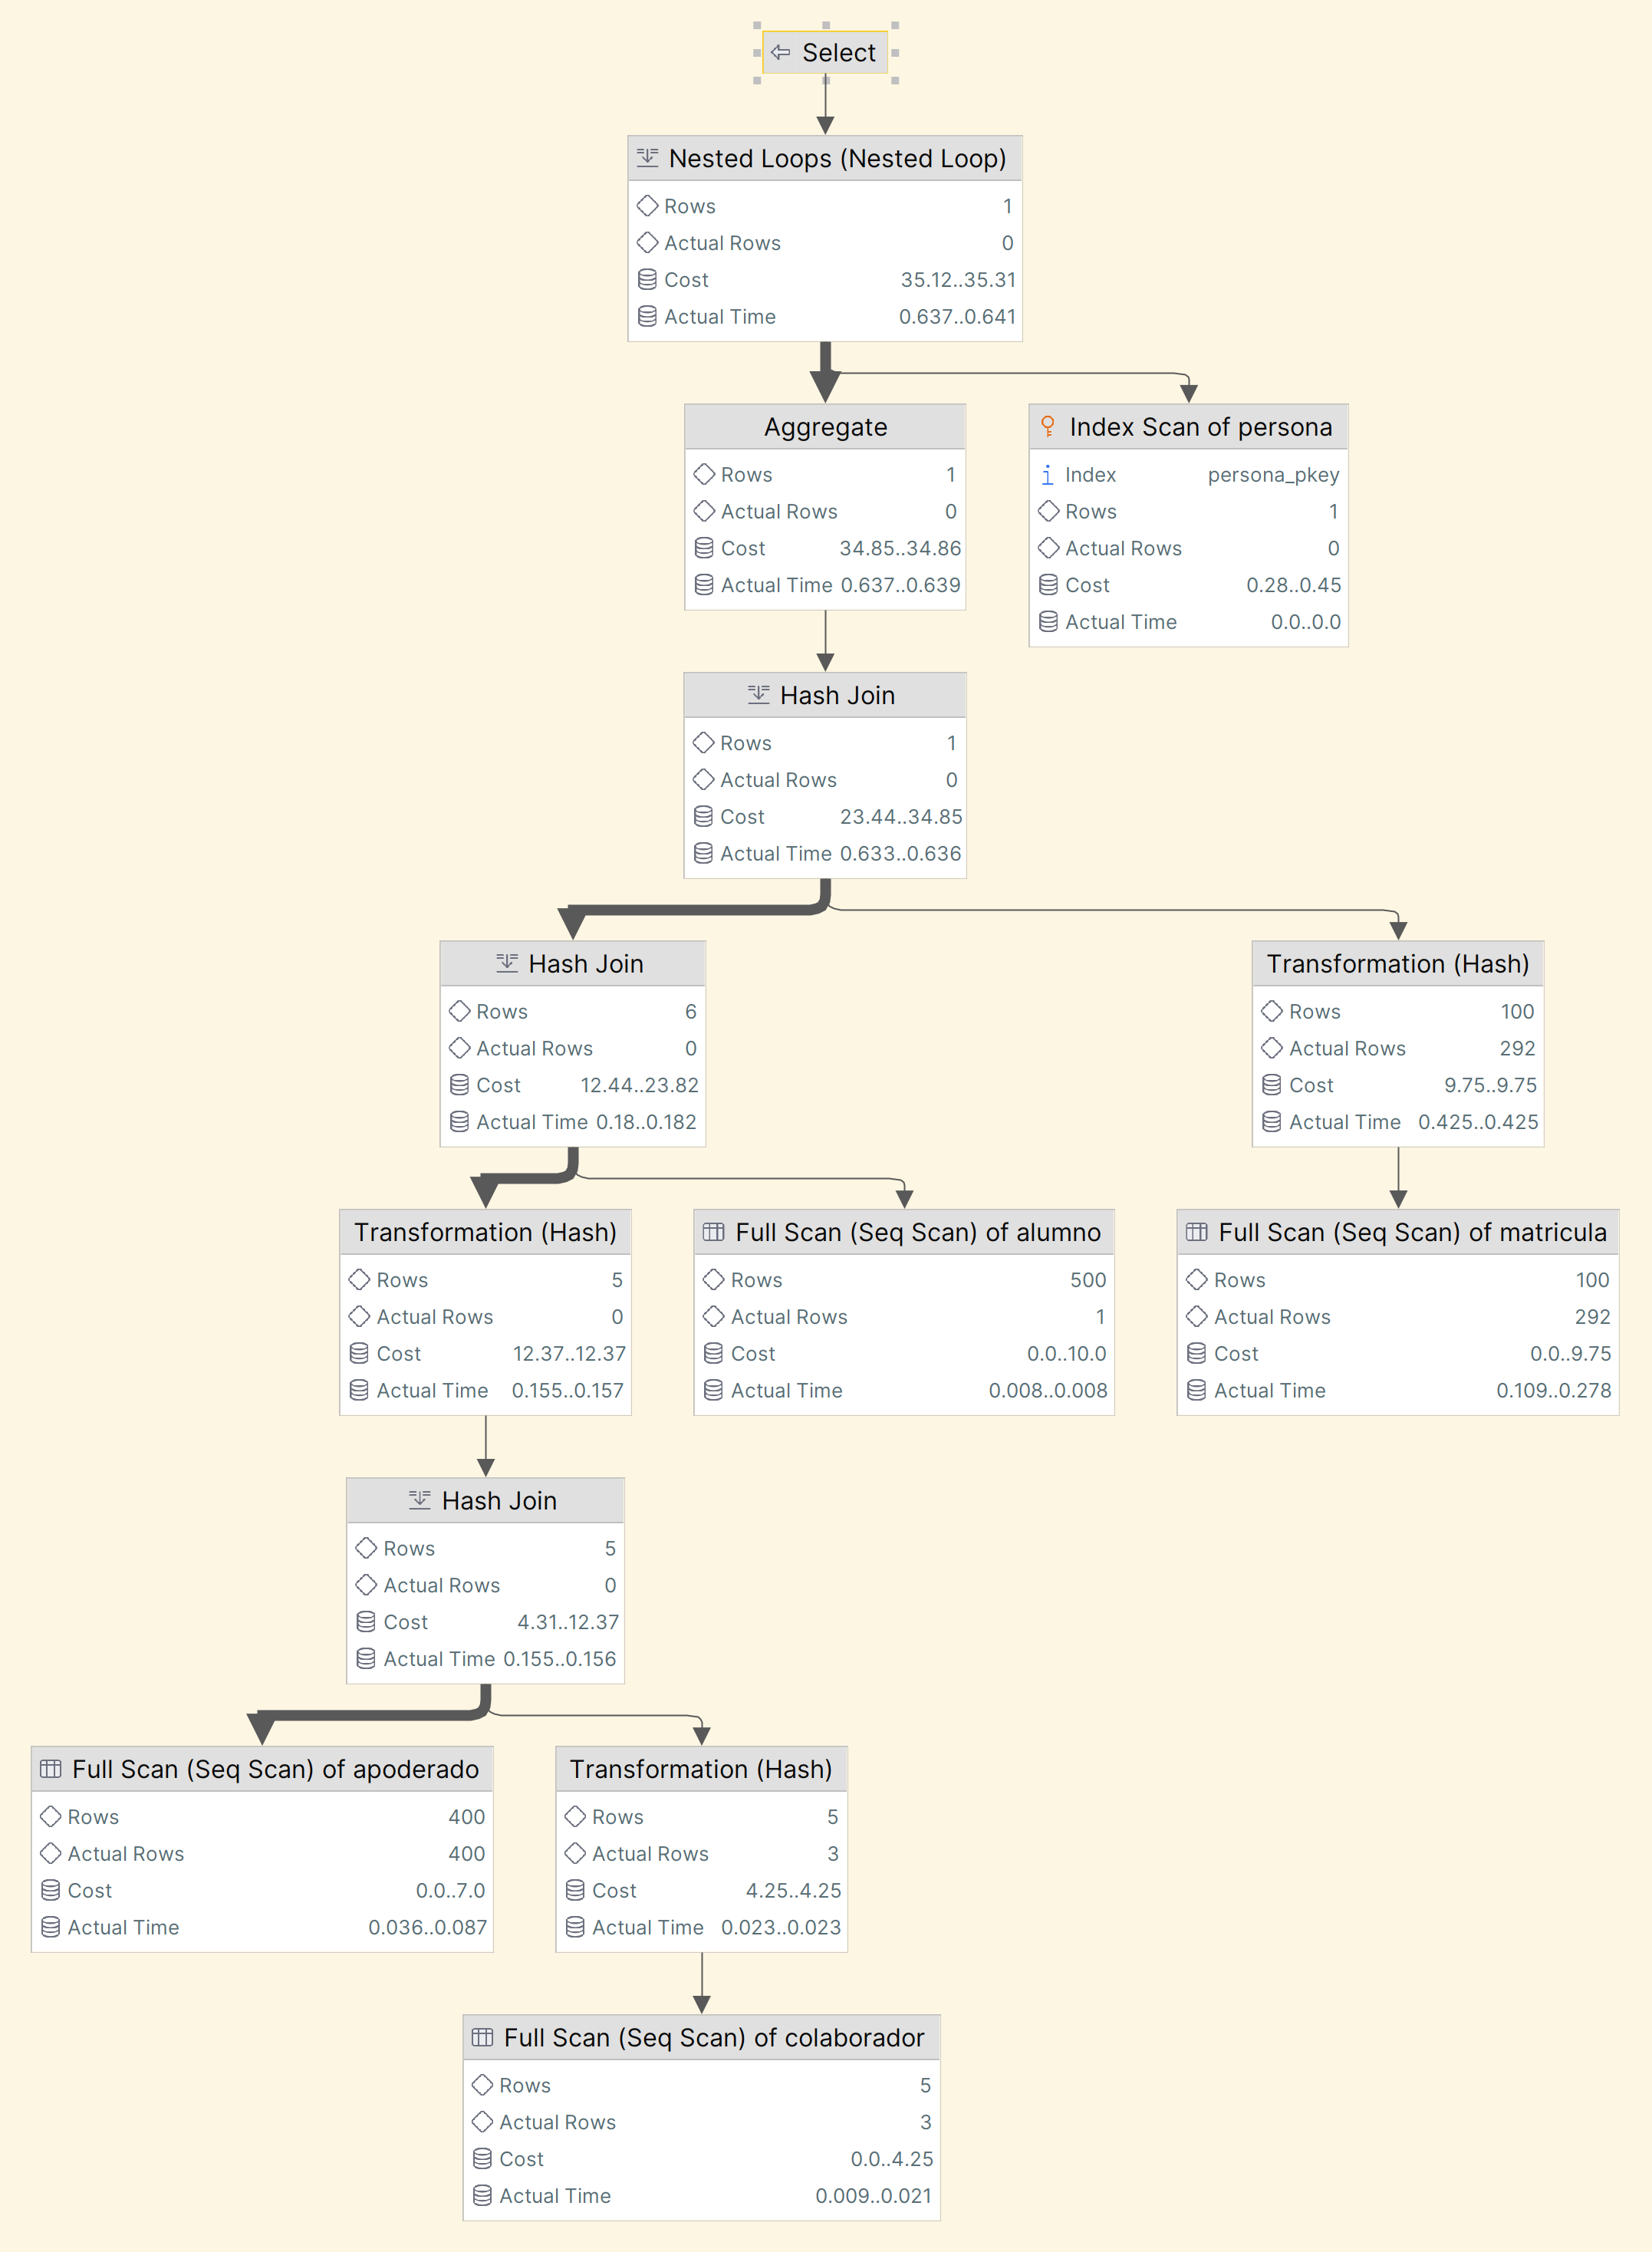 Select
Nested Loops (Nested Loop)
Rows 1
Actual Rows 0
Cost 35.12..35.31
Actual Time 0.637..0.641
Aggregate
Rows 1
Actual Rows 0
Cost 34.85..34.86
Actual Time 0.637..0.639
Index Scan of persona
Index persona_pkey
Rows 1
Actual Rows 0
Cost 0.28..0.45
Actual Time 0.0..0.0
Hash Join
Rows 1
Actual Rows 0
Cost 23.44..34.85
Actual Time 0.633..0.636
Hash Join
Rows 6
Actual Rows 0
Cost 12.44..23.82
Actual Time 0.18..0.182
Transformation (Hash)
Rows 100
Actual Rows 292
Cost 9.75..9.75
Actual Time 0.425..0.425
Transformation (Hash)
Rows 5
Actual Rows 0
Cost 12.37..12.37
Actual Time 0.155..0.157
Full Scan (Seq Scan) of alumno
Rows 500
Actual Rows 1
Cost 0.0..10.0
Actual Time 0.008..0.008
Full Scan (Seq Scan) of matricula
Rows 100
Actual Rows 292
Cost 0.0..9.75
Actual Time 0.109..0.278
Hash Join
Rows 5
Actual Rows 0
Cost 4.31..12.37
Actual Time 0.155..0.156
Full Scan (Seq Scan) of apoderado
Rows 400
Actual Rows 400
Cost 0.0..7.0
Actual Time 0.036..0.087
Transformation (Hash)
Rows 5
Actual Rows 3
Cost 4.25..4.25
Actual Time 0.023..0.023
Full Scan (Seq Scan) of colaborador
Rows 5
Actual Rows 3
Cost 0.0..4.25
Actual Time 0.009..0.021